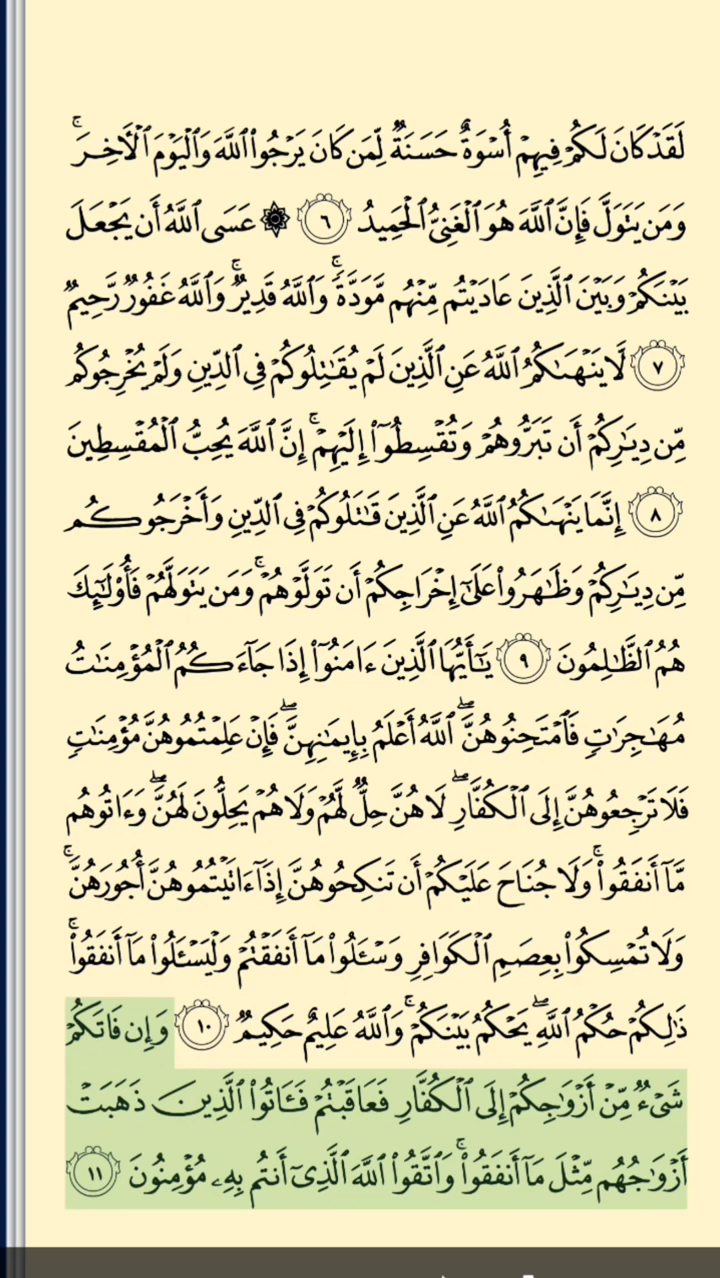 لَقَدْ كَانَ لَكُمْ فِيهِمْ أُسْوَةٌ حَسَنَةٌ لِّمَن كَانَ يَرْجُوا۟ ٱللَّهَ وَٱلْيَوْمَ ٱلْـَٔاخِرَ ۚ
وَمَن يَتَوَلَّ فَإِنَّ ٱللَّهَ هُوَ ٱلْغَنِىُّ ٱلْحَمِيدُ ٦ ۞ عَسَى ٱللَّهُ أَن يَجْعَلَ
بَيْنَكُمْ وَبَيْنَ ٱلَّذِينَ عَادَيْتُم مِّنْهُم مَّوَدَّةً ۚ وَٱللَّهُ قَدِيرٌ ۚ وَٱللَّهُ غَفُورٌ رَّحِيمٌ
٧ لَّا يَنْهَىٰكُمُ ٱللَّهُ عَنِ ٱلَّذِينَ لَمْ يُقَـٰتِلُوكُمْ فِى ٱلدِّينِ وَلَمْ يُخْرِجُوكُم
مِّن دِيَـٰرِكُمْ أَن تَبَرُّوهُمْ وَتُقْسِطُوٓا۟ إِلَيْهِمْ ۚ إِنَّ ٱللَّهَ يُحِبُّ ٱلْمُقْسِطِينَ
٨ إِنَّمَا يَنْهَىٰكُمُ ٱللَّهُ عَنِ ٱلَّذِينَ قَـٰتَلُوكُمْ فِى ٱلدِّينِ وَأَخْرَجُوكُم
مِّن دِيَـٰرِكُمْ وَظَـٰهَرُوا۟ عَلَىٰٓ إِخْرَاجِكُمْ أَن تَوَلَّوْهُمْ ۚ وَمَن يَتَوَلَّهُمْ فَأُو۟لَـٰٓئِكَ
هُمُ ٱلظَّـٰلِمُونَ ٩ يَـٰٓأَيُّهَا ٱلَّذِينَ ءَامَنُوٓا۟ إِذَا جَآءَكُمُ ٱلْمُؤْمِنَـٰتُ
مُهَـٰجِرَٰتٍ فَٱمْتَحِنُوهُنَّ ۖ ٱللَّهُ أَعْلَمُ بِإِيمَـٰنِهِنَّ ۖ فَإِنْ عَلِمْتُمُوهُنَّ مُؤْمِنَـٰتٍ
فَلَا تَرْجِعُوهُنَّ إِلَى ٱلْكُفَّارِ ۖ لَا هُنَّ حِلٌّ لَّهُمْ وَلَا هُمْ يَحِلُّونَ لَهُنَّ ۖ وَءَاتُوهُم
مَّآ أَنفَقُوا۟ ۚ وَلَا جُنَاحَ عَلَيْكُمْ أَن تَنكِحُوهُنَّ إِذَآ ءَاتَيْتُمُوهُنَّ أُجُورَهُنَّ ۚ
وَلَا تُمْسِكُوا۟ بِعِصَمِ ٱلْكَوَافِرِ وَسْـَٔلُوا۟ مَآ أَنفَقْتُمْ وَلْيَسْـَٔلُوا۟ مَآ أَنفَقُوا۟ ۚ
ذَٰلِكُمْ حُكْمُ ٱللَّهِ ۖ يَحْكُمُ بَيْنَكُمْ ۚ وَٱللَّهُ عَلِيمٌ حَكِيمٌ ١٠ وَإِن فَاتَكُمْ
شَىْءٌ مِّنْ أَزْوَٰجِكُمْ إِلَى ٱلْكُفَّارِ فَعَاقَبْتُمْ فَـَٔاتُوا۟ ٱلَّذِينَ ذَهَبَتْ
أَزْوَٰجُهُم مِّثْلَ مَآ أَنفَقُوا۟ ۚ وَٱتَّقُوا۟ ٱللَّهَ ٱلَّذِىٓ أَنتُم بِهِۦ مُؤْمِنُونَ ١١